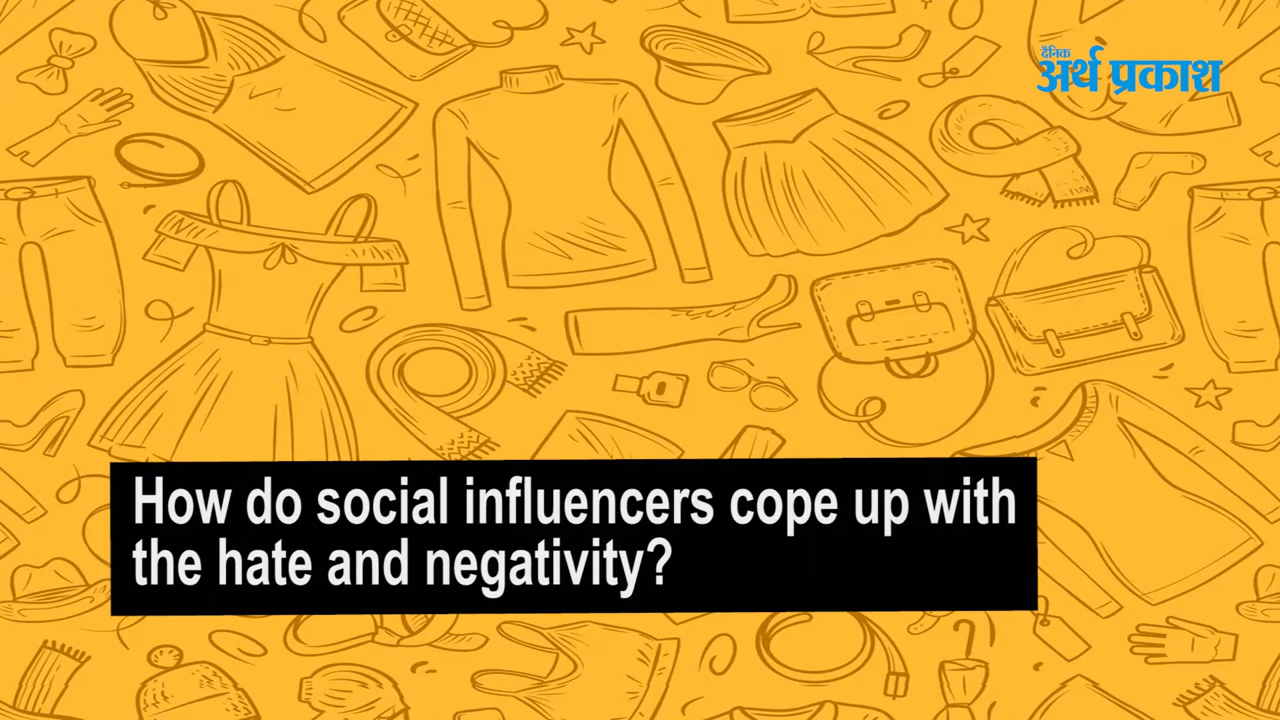 दैनिक
अर्थ प्रकाश
How do social influencers cope up with
the hate and negativity?